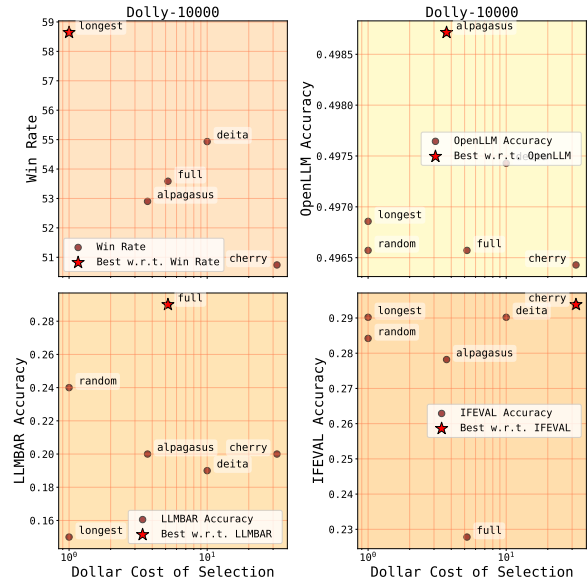 Dolly-10000
Win Rate
59
58
57
56
55
54
53
52
51
longest
deita
full
alpagasus
cherry
Win Rate
Best w.r.t. Win Rate
Dolly-10000
OpenLLM Accuracy
0.4985
0.4980
0.4975
0.4970
0.4965
alpagasus
OpenLLM Accuracy
Best w.r.t. OpenLLM
longest
random
full
cherry
LLMBAR Accuracy
0.28
0.26
0.24
0.22
0.20
0.18
0.16
full
random
alpagasus
cherry
deita
longest
LLMBAR Accuracy
Best w.r.t. LLMBAR
10⁰
10¹
Dollar Cost of Selection
IFEVAL Accuracy
0.29
0.28
0.27
0.26
0.25
0.24
0.23
cherry
longest
deita
random
alpagasus
IFEVAL Accuracy
Best w.r.t. IFEVAL
full
10⁰
10¹
Dollar Cost of Selection